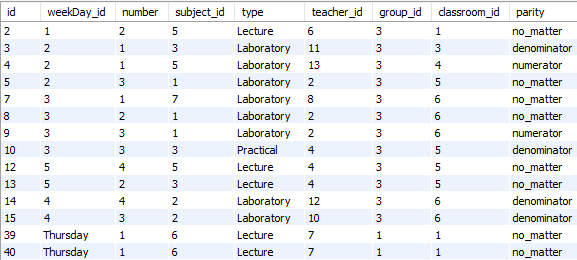 id weekDay_id number subject_id type teacher_id group_id classroom_id parity
2 1 2 5 Lecture 6 3 1 no_matter
3 2 1 3 Laboratory 11 3 3 denominator
4 2 1 5 Laboratory 13 3 4 numerator
5 2 3 1 Laboratory 2 3 6 no_matter
7 3 1 7 Laboratory 8 3 6 no_matter
8 3 2 1 Laboratory 2 3 6 no_matter
9 3 3 1 Laboratory 2 3 6 numerator
10 3 3 3 Practical 4 3 5 denominator
12 5 4 5 Lecture 4 3 5 no_matter
13 5 2 3 Lecture 4 3 5 no_matter
14 4 4 2 Laboratory 12 3 6 denominator
15 4 3 2 Laboratory 10 3 6 denominator
39 Thursday 1 6 Lecture 7 1 1 no_matter
40 Thursday 1 6 Lecture 7 1 1 no_matter